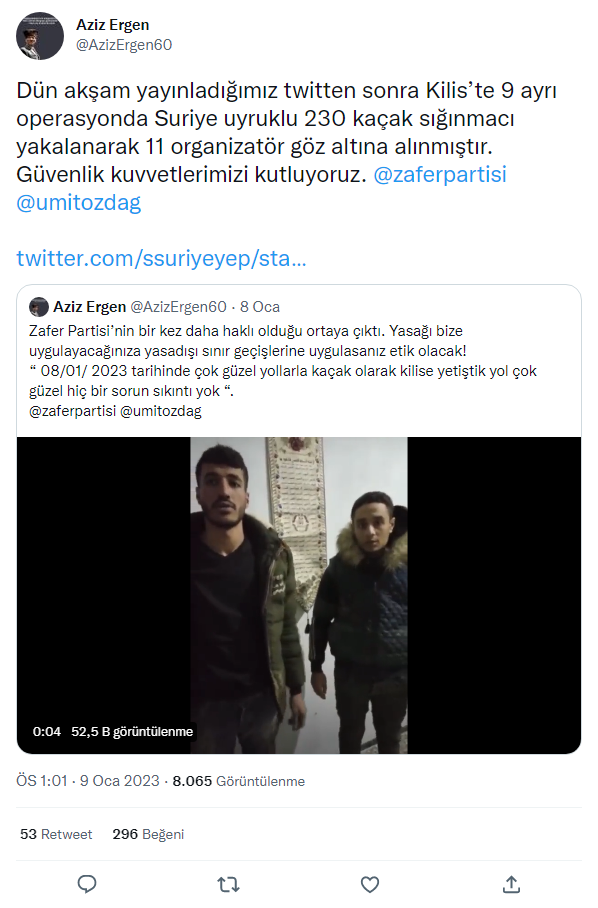 Aziz Ergen
@AzizErgen60
Dün akşam yayınladığımız twitten sonra Kilis’te 9 ayrı
operasyonda Suriye uyruklu 230 kaçak sığınmacı
yakalanarak 11 organizatör göz altına alınmıştır.
Güvenlik kuvvetlerimizi kutluyoruz. @zaferpartisi
@umitozdag
twitter.com/ssuriyeyep/sta...
Aziz Ergen @AzizErgen60 · 8 Oca
Zafer Partisi’nin bir kez daha haklı olduğu ortaya çıktı. Yasağı bize
uygulayacağınıza yasadışı sınır geçişlerine uygulasanız etik olacak!
“ 08/01/ 2023 tarihinde çok güzel yollarla kaçak olarak kilise yetiştik yol çok
güzel hiç bir sorun sıkıntı yok “.
@zaferpartisi @umitozdag
0:04 52,5 B görüntülenme
ÖS 1:01 · 9 Oca 2023 · 8.065 Görüntülenme
53 Retweet 296 Beğeni